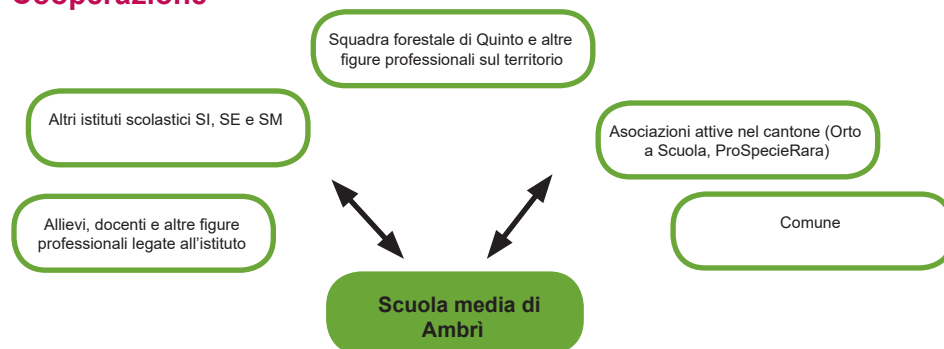 Cooperazione
Squadra forestale di Quinto e altre
figure professionali sul territorio
Altri istituti scolastici SI, SE e SM
Asociazioni attive nel cantone (Orto
a Scuola, ProSpecieRara)
Allievi, docenti e altre figure
professionali legate all'istituto
Comune
Scuola media di
Ambrì